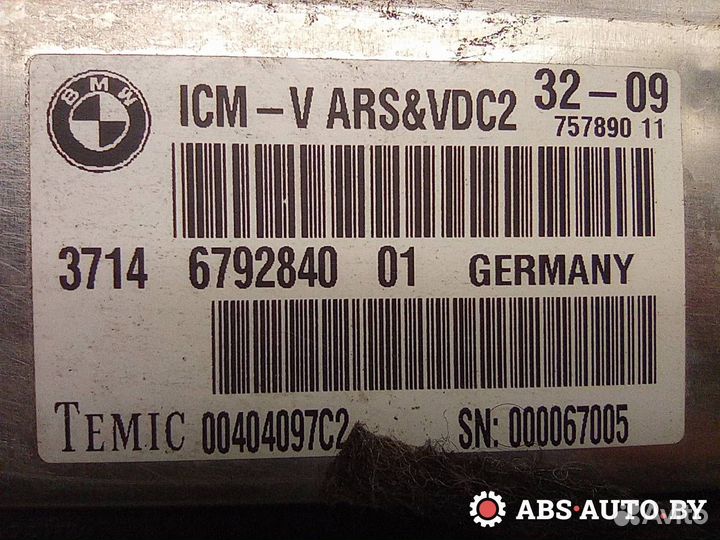 BMW
ICM-V ARS&VDC2 32-09
757890 11
3714 6792840 01 GERMANY
TEMIC 00404097C2 SN: 000067005
ABS·AUTO.BY
Avito